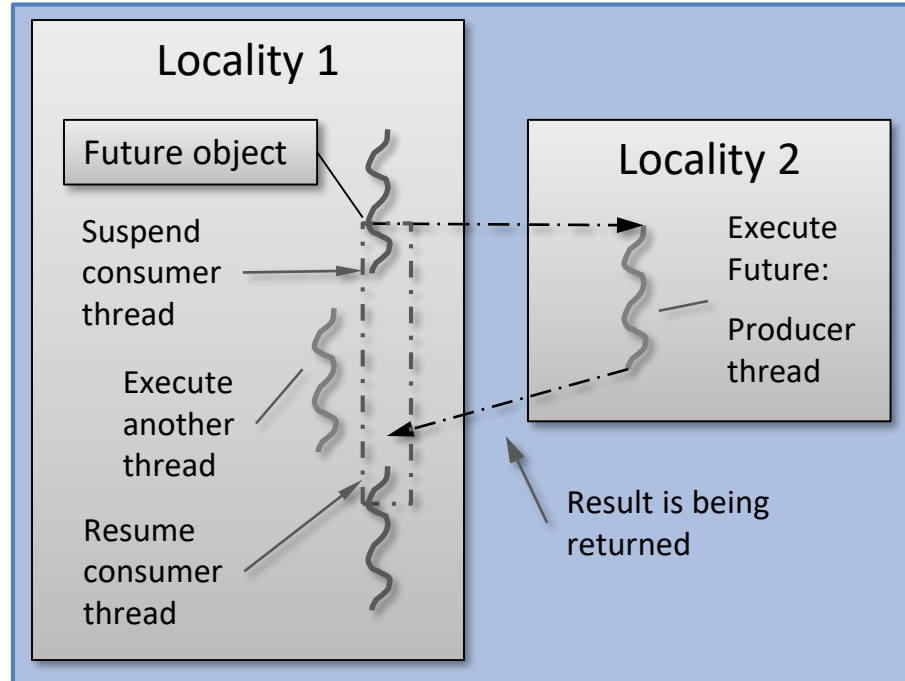 Locality 1
Future object
Suspend
consumer
thread
Execute
another
thread
Resume
consumer
thread
Locality 2
Execute
Future:
Producer
thread
Result is being
returned